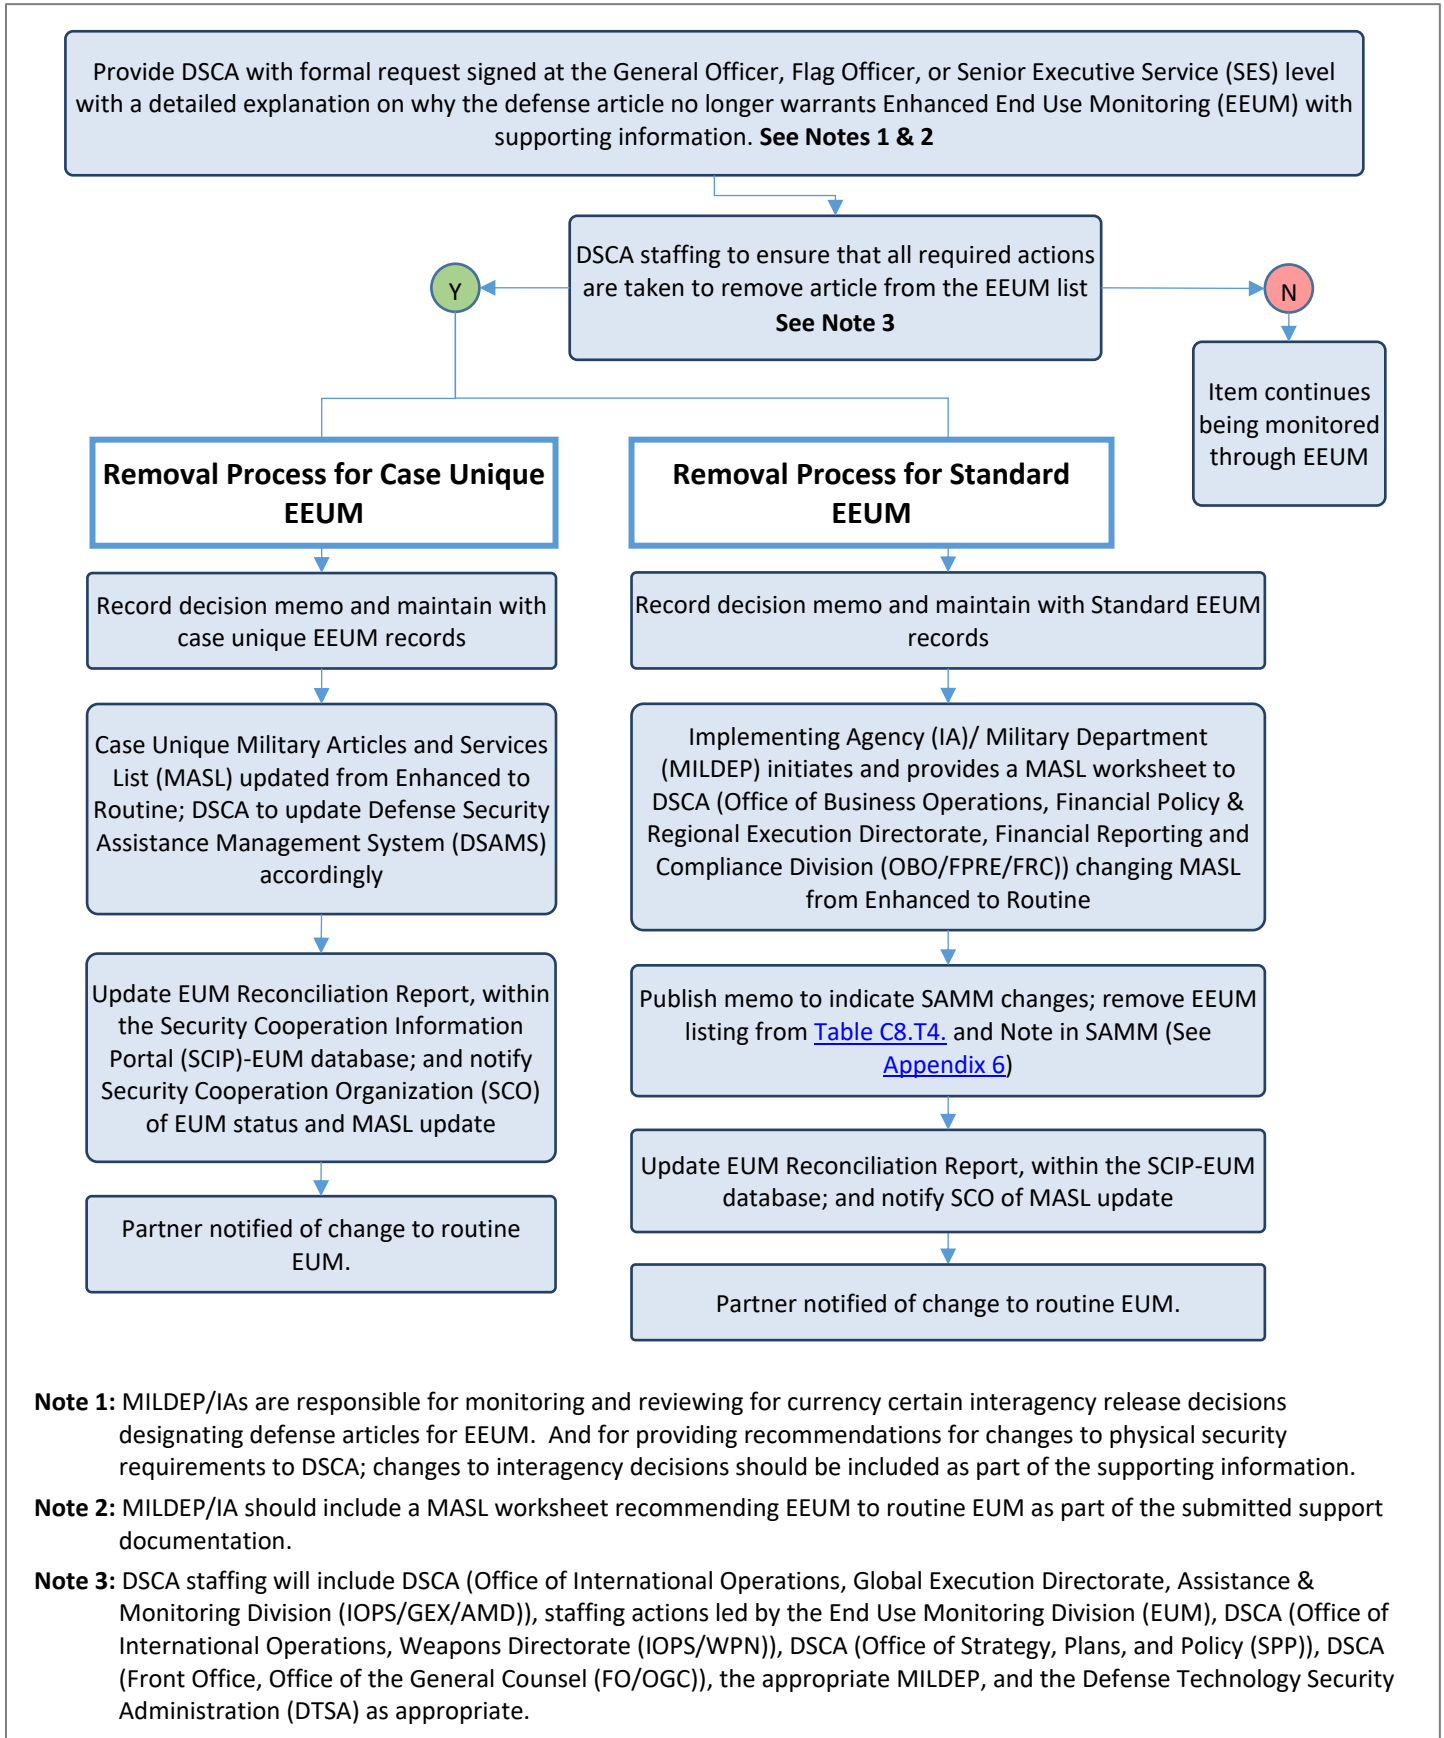 Provide DSCA with formal request signed at the General Officer, Flag Officer, or Senior Executive Service (SES) level
with a detailed explanation on why the defense article no longer warrants Enhanced End Use Monitoring (EEUM) with
supporting information. See Notes 1 & 2
DSCA staffing to ensure that all required actions
are taken to remove article from the EEUM list
See Note 3
Y
N
Item continues
being monitored
through EEUM
Removal Process for Case Unique
EEUM
Record decision memo and maintain with
case unique EEUM records
Case Unique Military Articles and Services
List (MASL) updated from Enhanced to
Routine; DSCA to update Defense Security
Assistance Management System (DSAMS)
accordingly
Update EUM Reconciliation Report, within
the Security Cooperation Information
Portal (SCIP)-EUM database; and notify
Security Cooperation Organization (SCO)
of EUM status and MASL update
Partner notified of change to routine
EUM.
Removal Process for Standard
EEUM
Record decision memo and maintain with Standard EEUM
records
Implementing Agency (IA)/ Military Department
(MILDEP) initiates and provides a MASL worksheet to
DSCA (Office of Business Operations, Financial Policy &
Regional Execution Directorate, Financial Reporting and
Compliance Division (OBO/FPRE/FRC)) changing MASL
from Enhanced to Routine
Publish memo to indicate SAMM changes; remove EEUM
listing from Table C8.T4. and Note in SAMM (See
Appendix 6)
Update EUM Reconciliation Report, within the SCIP-EUM
database; and notify SCO of MASL update
Partner notified of change to routine EUM.
Note 1: MILDEP/IAs are responsible for monitoring and reviewing for currency certain interagency release decisions
designating defense articles for EEUM. And for providing recommendations for changes to physical security
requirements to DSCA; changes to interagency decisions should be included as part of the supporting information.
Note 2: MILDEP/IA should include a MASL worksheet recommending EEUM to routine EUM as part of the submitted support
documentation.
Note 3: DSCA staffing will include DSCA (Office of International Operations, Global Execution Directorate, Assistance &
Monitoring Division (IOPS/GEX/AMD)), staffing actions led by the End Use Monitoring Division (EUM), DSCA (Office of
International Operations, Weapons Directorate (IOPS/WPN)), DSCA (Office of Strategy, Plans, and Policy (SPP)), DSCA
(Front Office, Office of the General Counsel (FO/OGC)), the appropriate MILDEP, and the Defense Technology Security
Administration (DTSA) as appropriate.